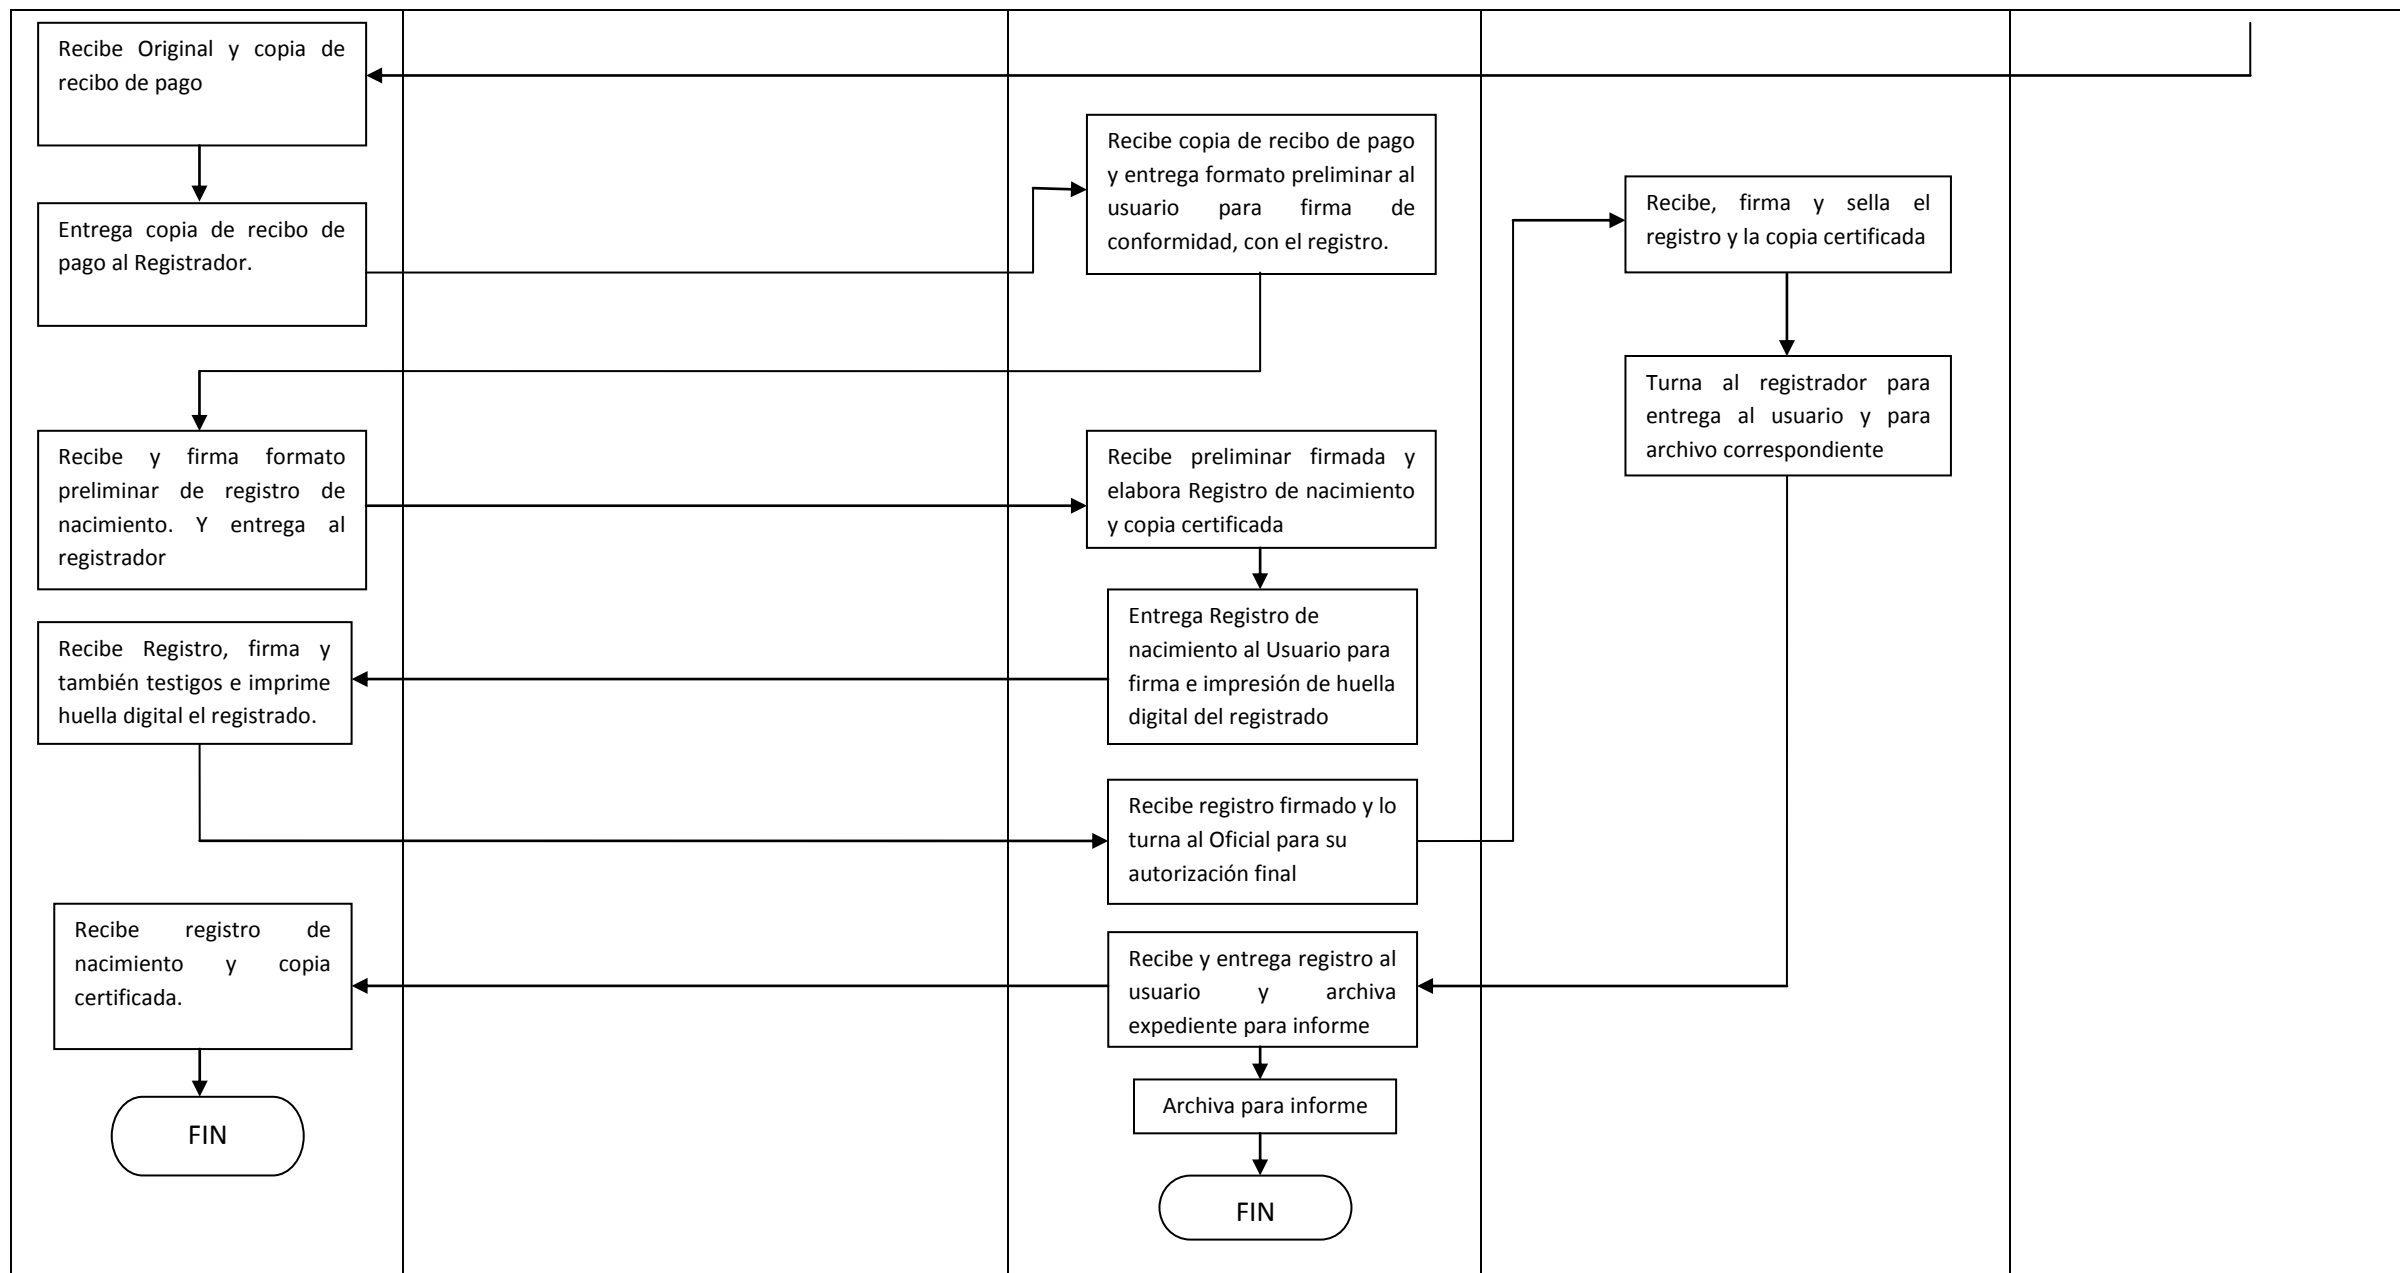 Recibe Original y copia de
recibo de pago
Entrega copia de recibo de
pago al Registrador.
Recibe copia de recibo de pago
y entrega formato preliminar al
usuario para firma de
conformidad, con el registro.
Recibe y firma formato
preliminar de registro de
nacimiento. Y entrega al
registrador
Recibe preliminar firmada y
elabora Registro de nacimiento
y copia certificada
Entrega Registro de
nacimiento al Usuario para
firma e impresión de huella
digital del registrado
Recibe Registro, firma y
también testigos e imprime
huella digital el registrado.
Recibe registro firmado y lo
turna al Oficial para su
autorización final
Recibe, firma y sella el
registro y la copia certificada
Turna al registrador para
entrega al usuario y para
archivo correspondiente
Recibe y entrega registro al
usuario y archiva
expediente para informe
Recibe registro de
nacimiento y copia
certificada.
FIN
Archiva para informe
FIN